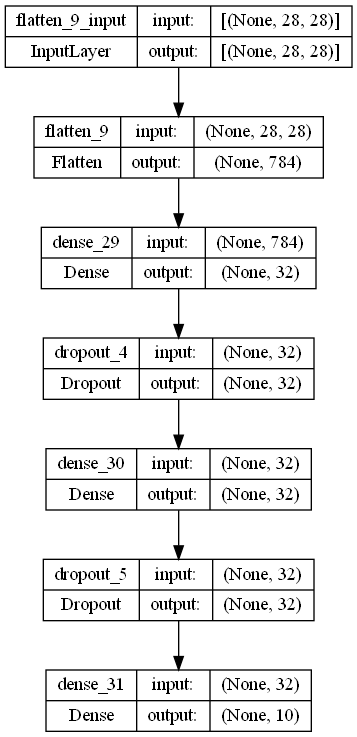 flatten_9_input input: [(None, 28, 28)]
InputLayer output: [(None, 28, 28)]
flatten_9 input: (None, 28, 28)
Flatten output: (None, 784)
dense_29 input: (None, 784)
Dense output: (None, 32)
dropout_4 input: (None, 32)
Dropout output: (None, 32)
dense_30 input: (None, 32)
Dense output: (None, 32)
dropout_5 input: (None, 32)
Dropout output: (None, 32)
dense_31 input: (None, 32)
Dense output: (None, 10)